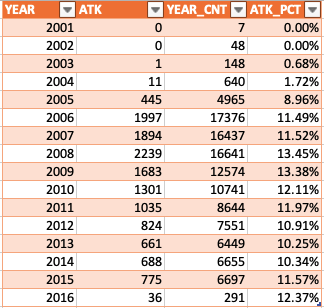 YEAR ATK YEAR_CNT ATK_PCT
2001 0 7 0.00%
2002 0 48 0.00%
2003 1 148 0.68%
2004 11 640 1.72%
2005 445 4965 8.96%
2006 1997 17376 11.49%
2007 1894 16437 11.52%
2008 2239 16641 13.45%
2009 1683 12574 13.38%
2010 1301 10741 12.11%
2011 1035 8644 11.97%
2012 824 7551 10.91%
2013 661 6449 10.25%
2014 688 6655 10.34%
2015 775 6697 11.57%
2016 36 291 12.37%